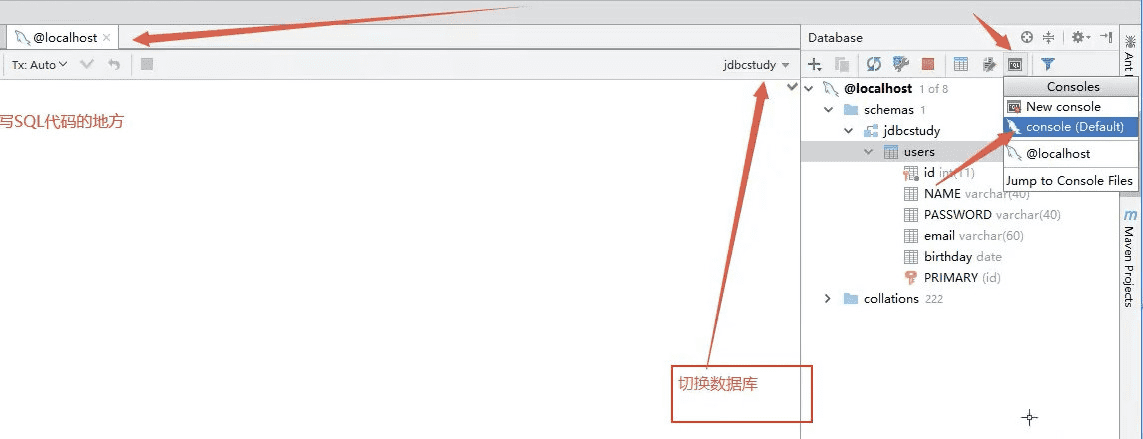 @localhost
Tx: Auto
jdbcstudy
写SQL代码的地方
切换数据库
Database
@localhost 1 of 8
schemas 1
jdbcstudy
users
id int(11)
NAME varchar(40)
PASSWORD varchar(40)
email varchar(60)
birthday date
PRIMARY (id)
collations 222
Consoles
New console
console (Default)
@localhost
Jump to Console Files
Maven Projects